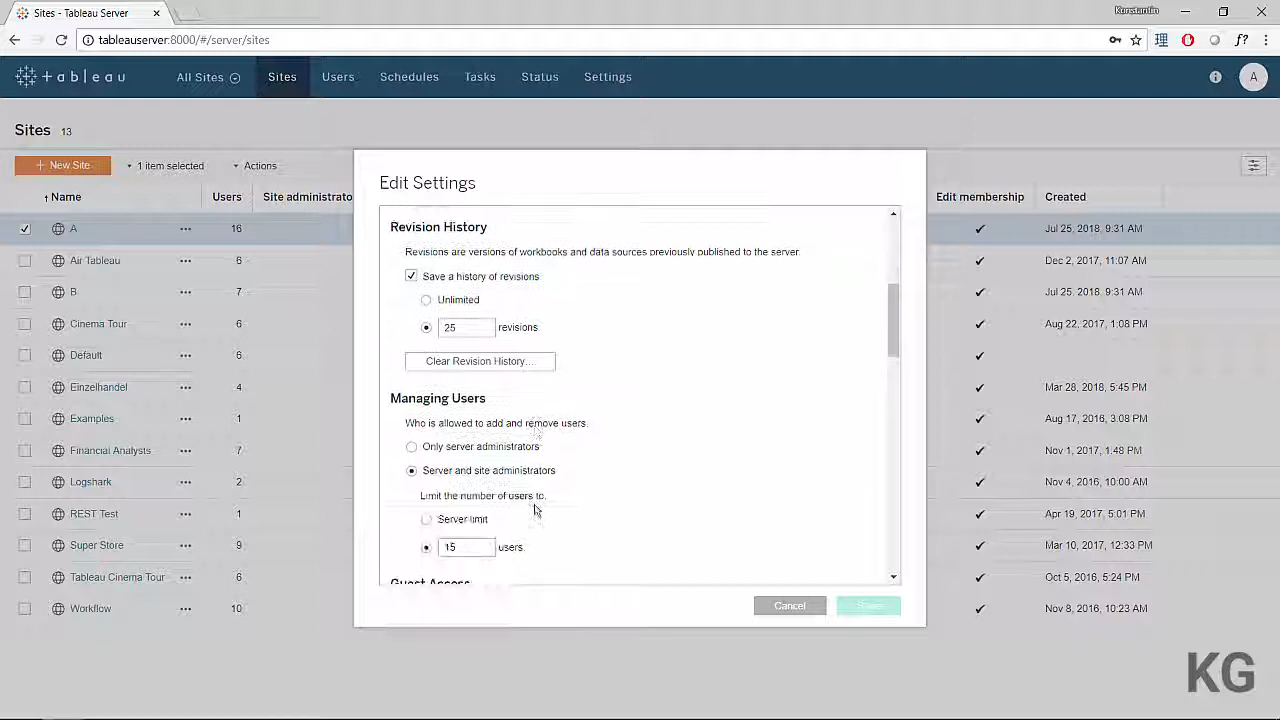 Sites - Tableau Server
Konstantin
tableauserver:8000/#/server/sites
f?
tableau
All Sites
Sites
Users
Schedules
Tasks
Status
Settings
A
Sites 13
+ New Site
1 item selected
Actions
Name
Users
Site administrato
Edit membership
Created
A 16 Jul 25, 2018, 9:31 AM
Air Tableau 6 Dec 2, 2017, 11:07 AM
B 7 Jul 25, 2018, 9:31 AM
Cinema Tour 6 Aug 22, 2017, 1:08 PM
Default 6
Einzelhandel 4 Mar 28, 2018, 5:45 PM
Examples 1 Aug 17, 2016, 3:08 PM
Financial Analysts 7 Nov 1, 2017, 1:48 PM
Logshark 2 Nov 4, 2016, 10:00 AM
REST Test 1 Apr 19, 2017, 5:01 PM
Super Store 9 Mar 10, 2017, 12:33 PM
Tableau Cinema Tour 6 Oct 5, 2016, 5:24 PM
Workflow 10 Nov 8, 2016, 10:23 AM
Edit Settings
Revision History
Revisions are versions of workbooks and data sources previously published to the server.
Save a history of revisions
Unlimited
25 revisions
Clear Revision History...
Managing Users
Who is allowed to add and remove users.
Only server administrators
Server and site administrators
Limit the number of users to.
Server limit
15 users
Guest Access
Cancel
Save
KG